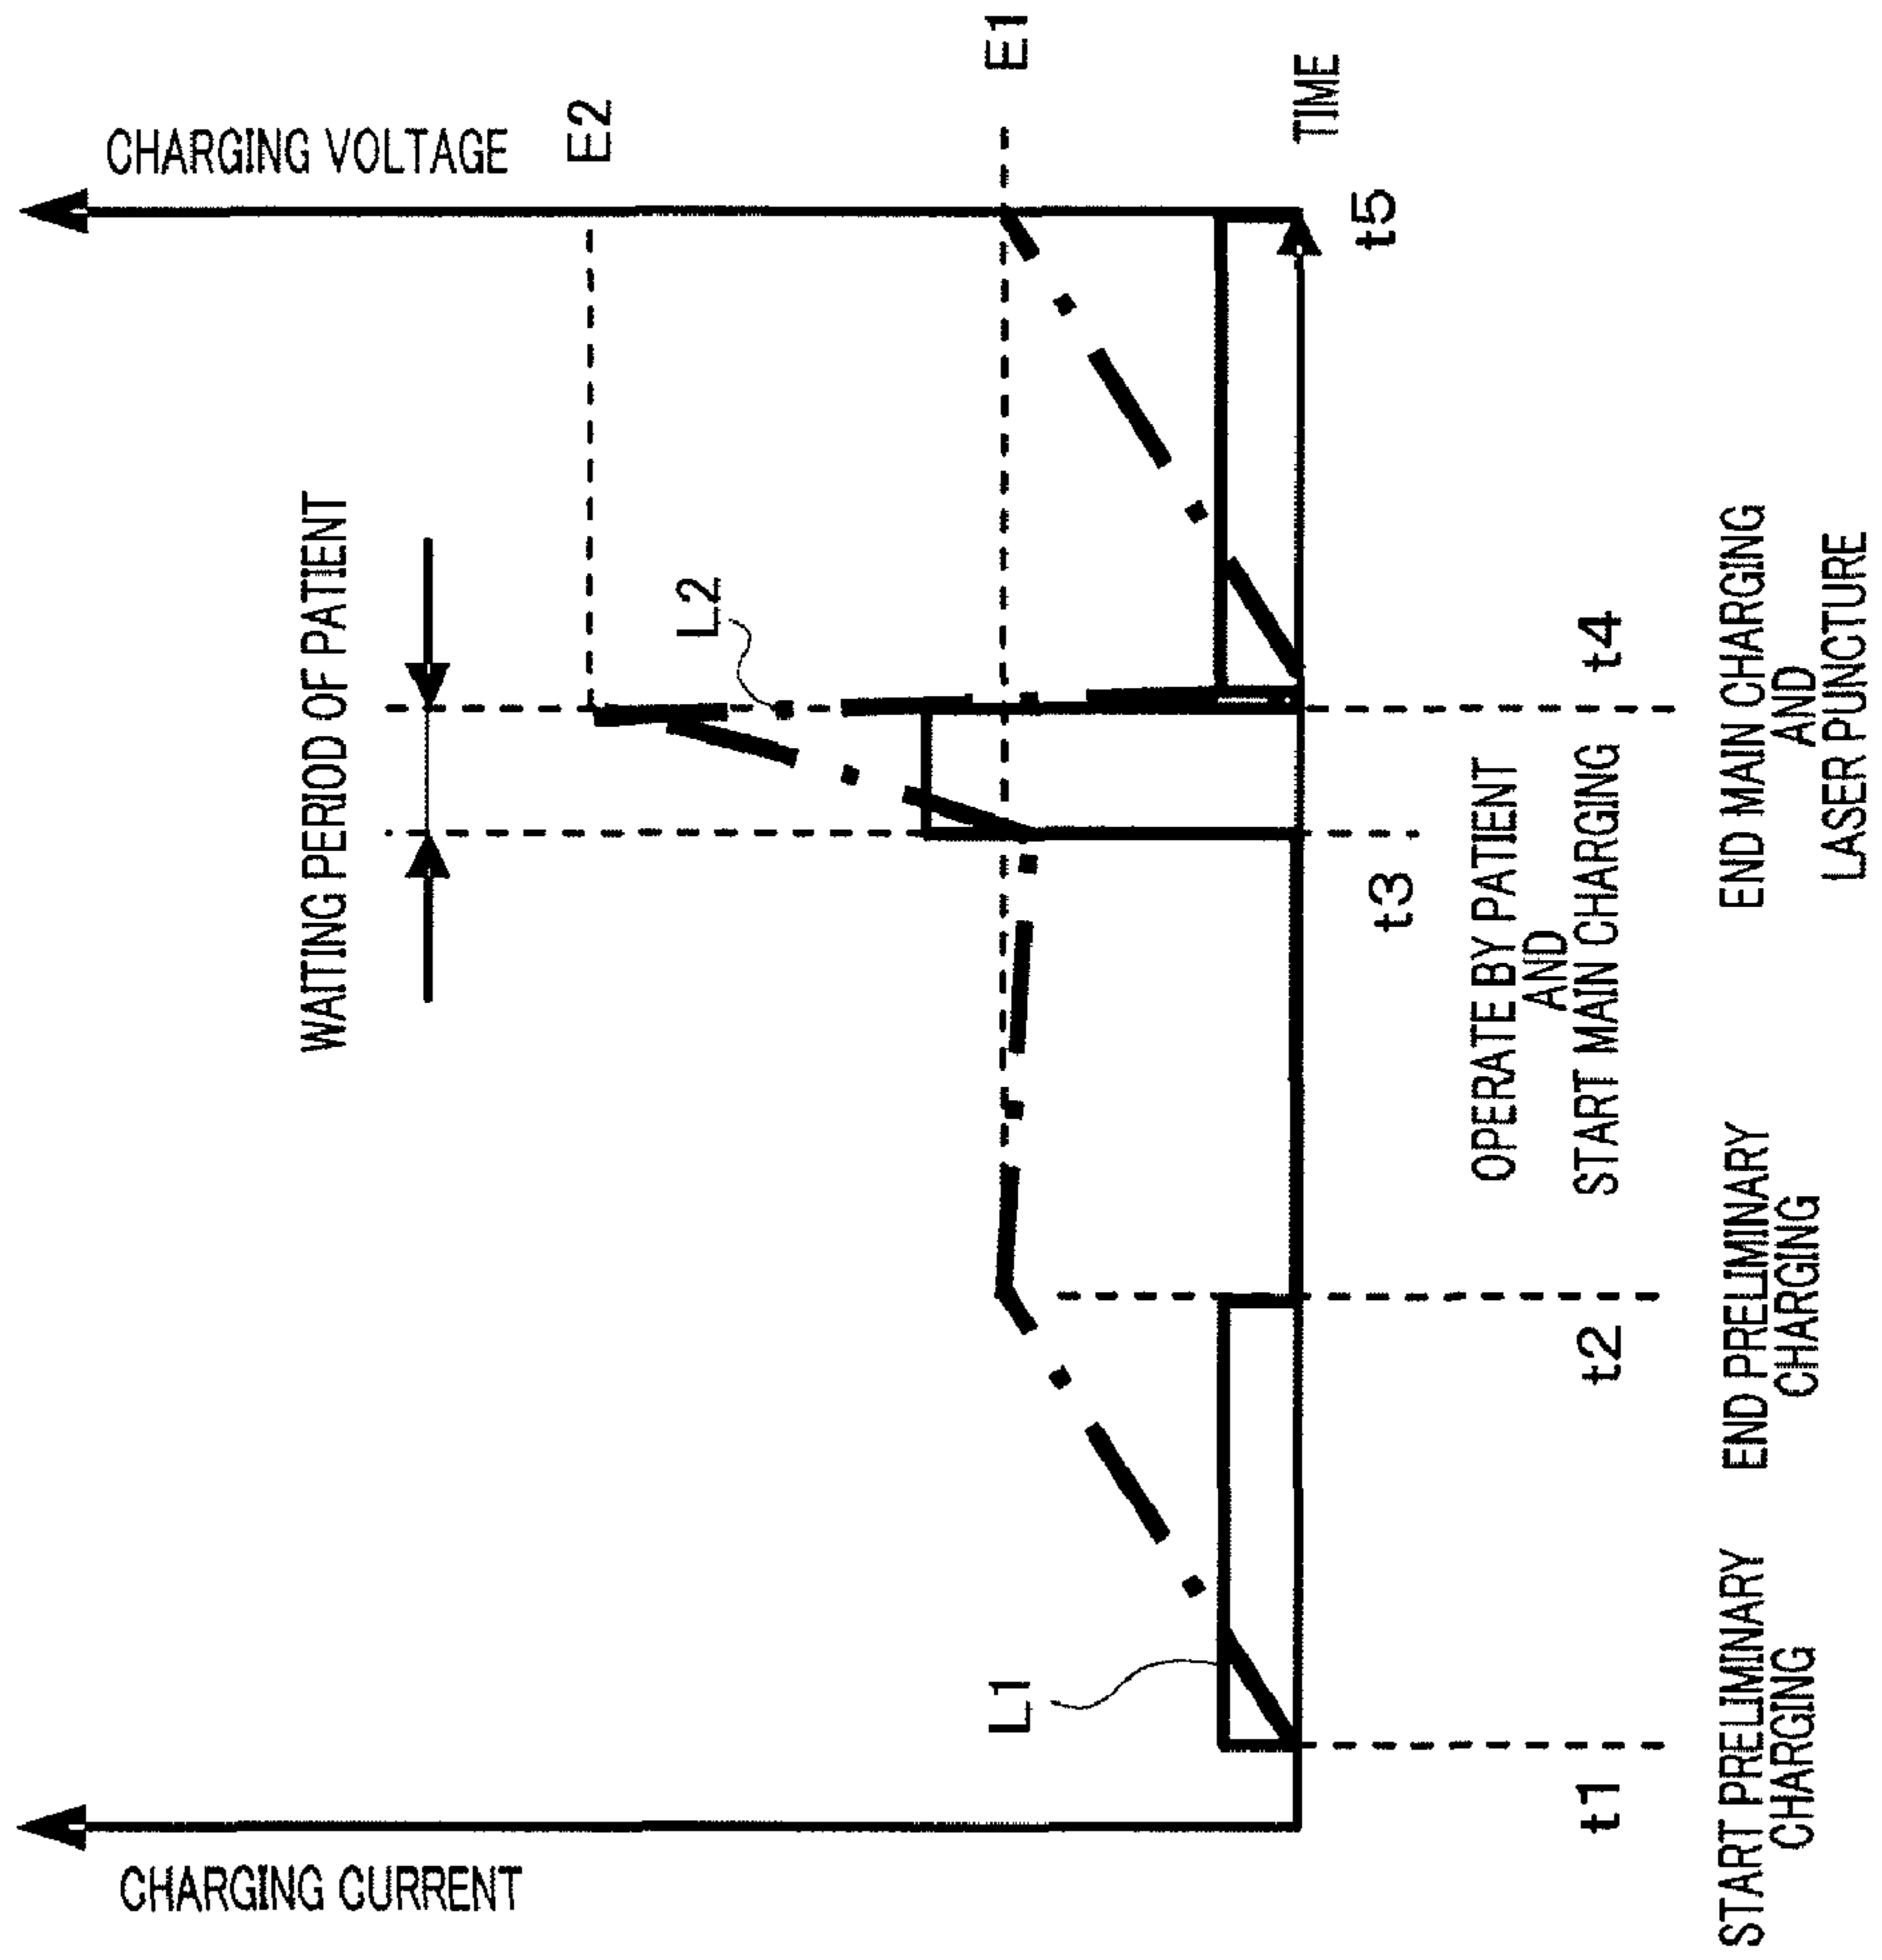 CHARGING CURRENT
CHARGING VOLTAGE
WAITING PERIOD OF PATIENT
E2
L2
E1
L1
TIME
t1
t2
t3
t4
t5
START PRELIMINARY
CHARGING
END PRELIMINARY
CHARGING
OPERATE BY PATIENT
AND
START MAIN CHARGING
END MAIN CHARGING
AND
LASER PUNCTURE